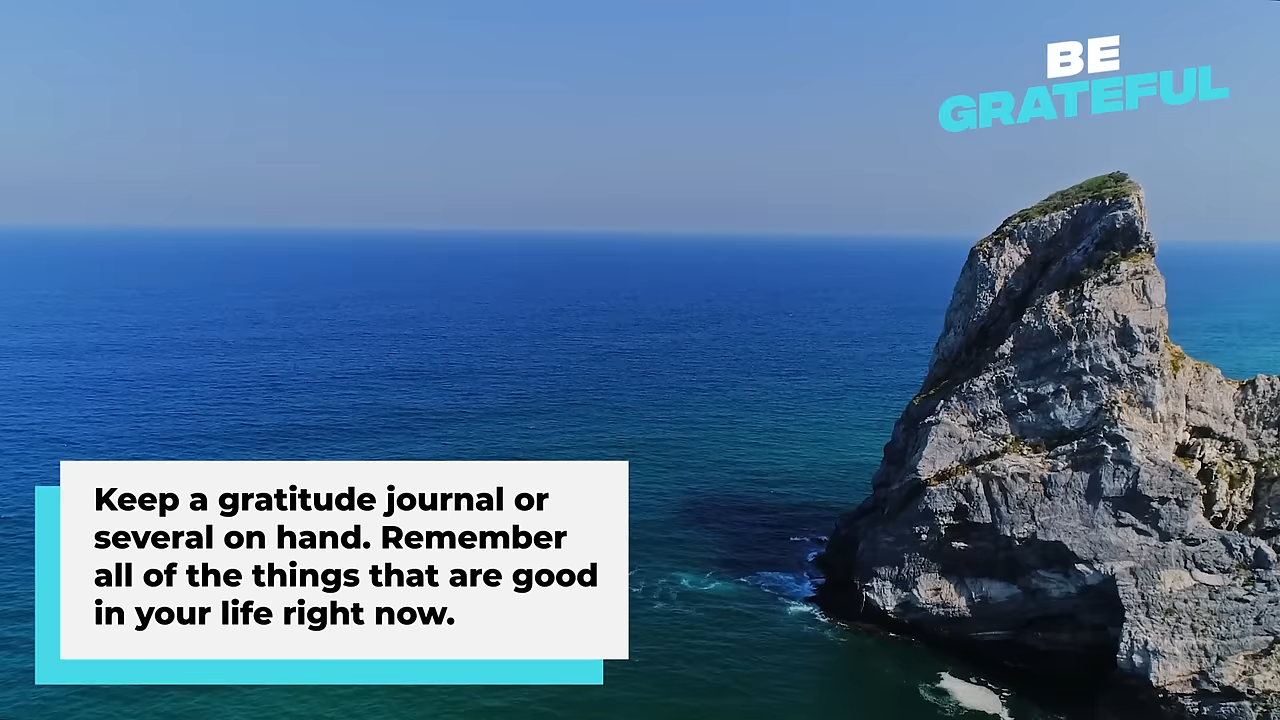 BE
GRATEFUL
Keep a gratitude journal or
several on hand. Remember
all of the things that are good
in your life right now.